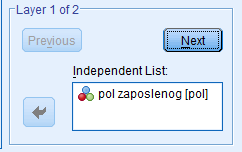 Layer 1 of 2
Previous
Next
Independent List:
pol zaposlenog [pol]